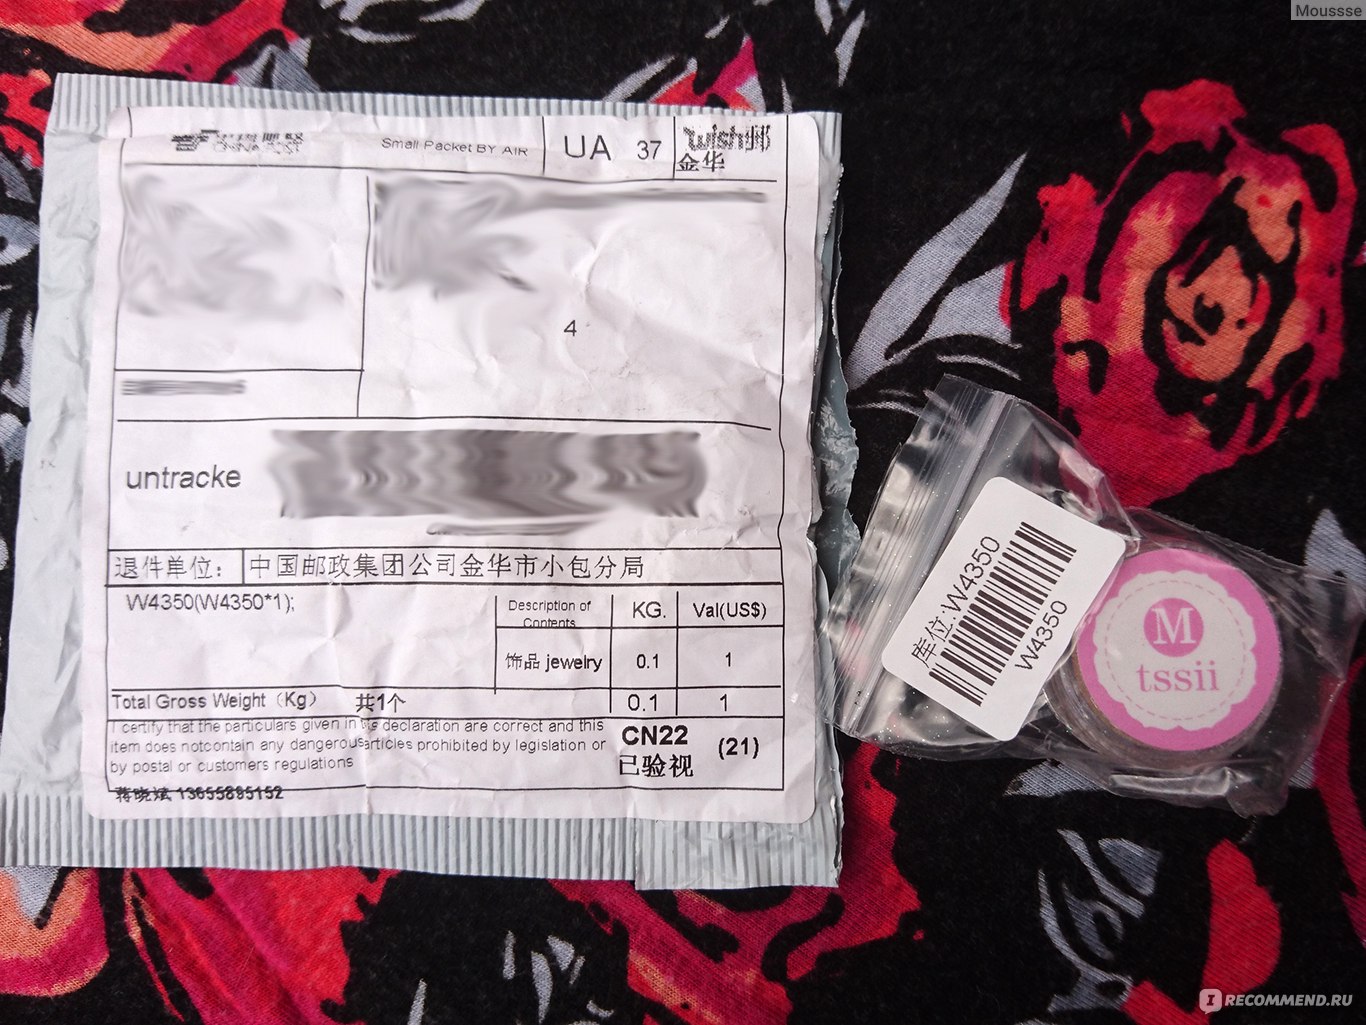 Moussse
CHINA POST
Small Packet BY AIR
UA 37
wish邮
金华
4
untracke
退件单位： 中国邮政集团公司金华市小包分局
W4350(W4350*1);
Description of Contents KG. Val(US$)
饰品 jewelry 0.1 1
Total Gross Weight（Kg） 共1个 0.1 1
I certify that the particulars given in the declaration are correct and this
item does notcontain any dangerous articles prohibited by legislation or
by postal or customers regulations
CN22
已验视
(21)
13655895152
库位:W4350
W4350
M
tssii
IRECOMMEND.RU